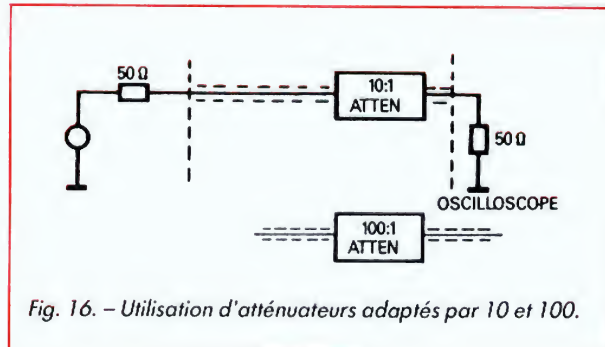 50 Ω
10:1
ATTEN
50 Ω
OSCILLOSCOPE
100:1
ATTEN
Fig. 16. – Utilisation d'atténuateurs adaptés par 10 et 100.